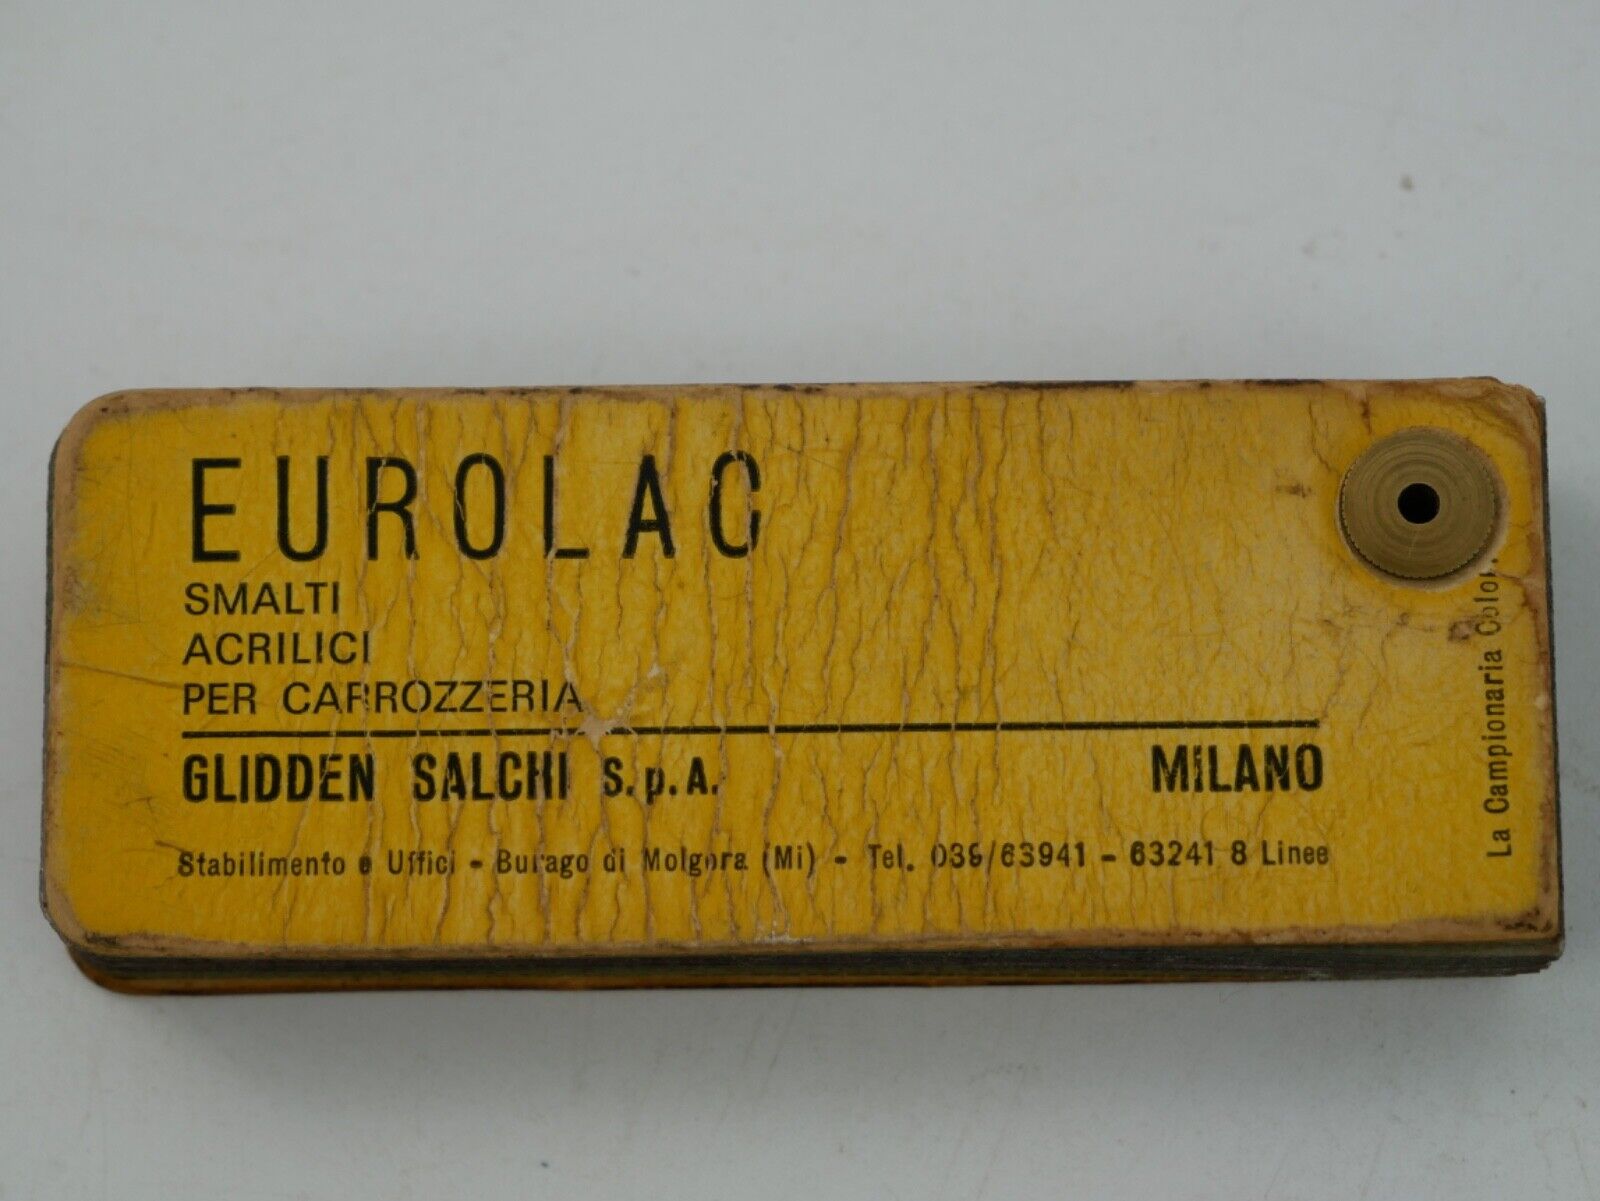 EUROLAC
SMALTI
ACRILICI
PER CARROZZERIA
GLIDDEN SALCHI S.p.A. MILANO
Stabilimento e Uffici - Burago di Molgora (Mi) - Tel. 039/63941 - 63241 8 Linee
La Campionaria Color.